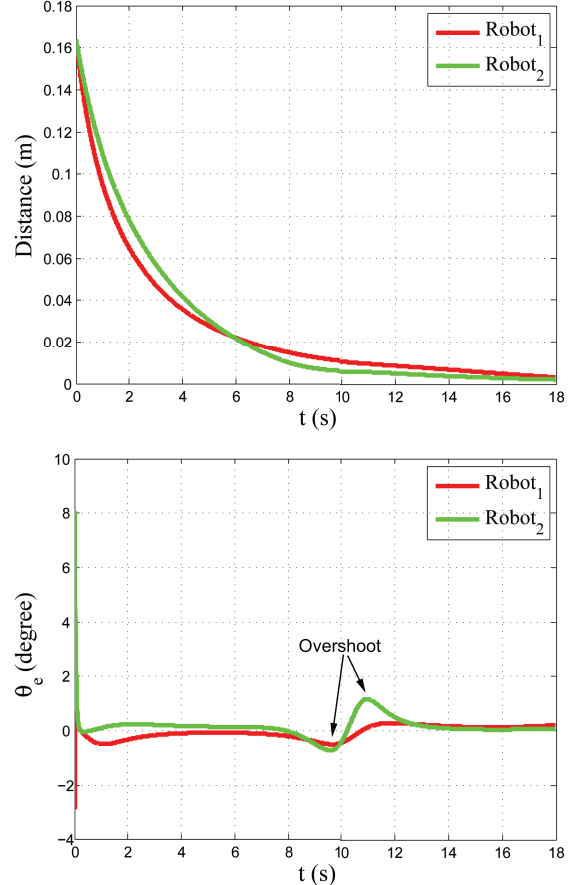 0.18
0.16
0.14
0.12
0.1
0.08
0.06
0.04
0.02
0
Distance (m)
Robot1
Robot2
0 2 4 6 8 10 12 14 16 18
t (s)
10
8
6
4
2
0
−2
−4
θe (degree)
Robot1
Robot2
Overshoot
0 2 4 6 8 10 12 14 16 18
t (s)